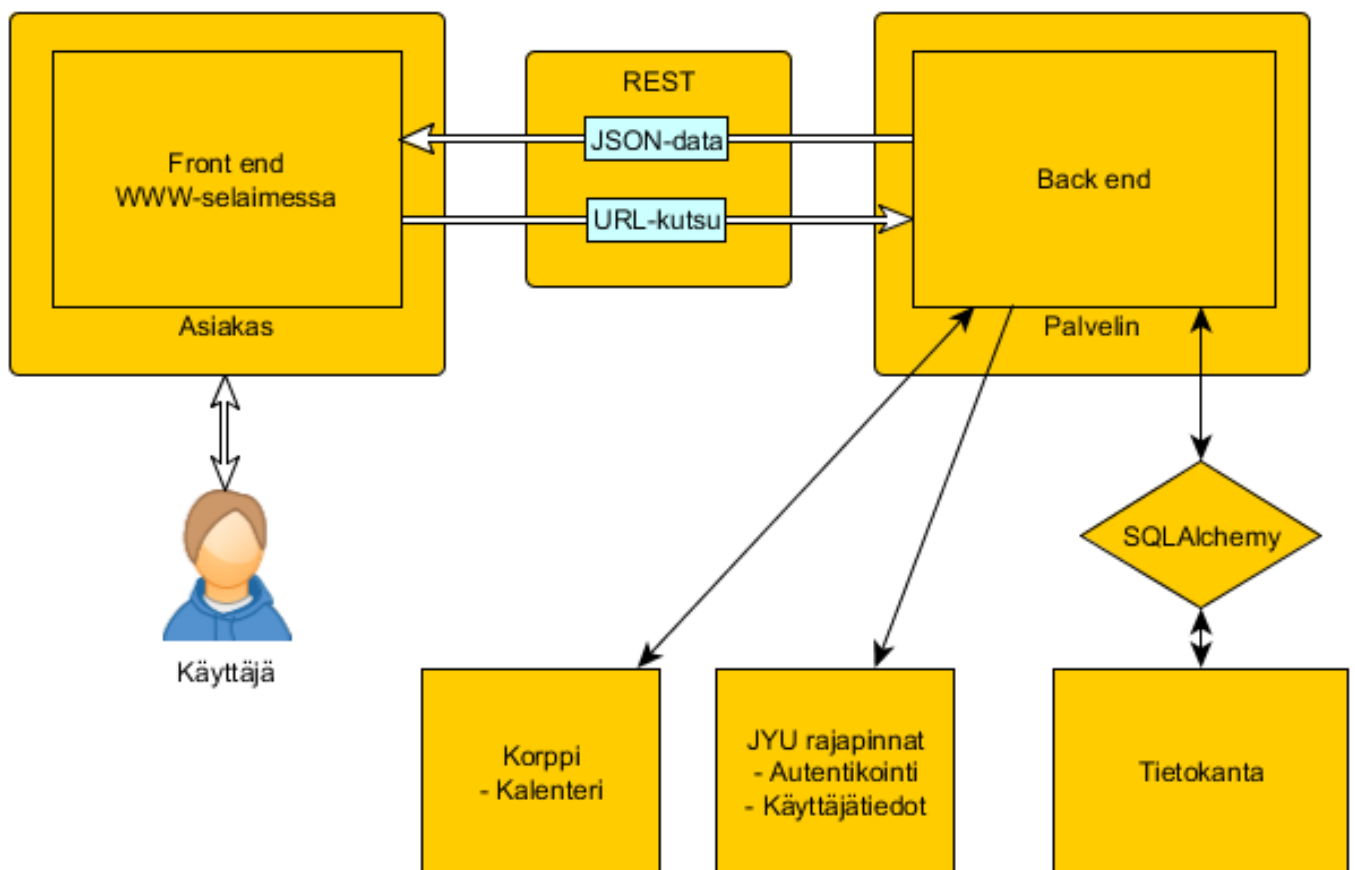 REST
JSON-data
Front end
WWW-selaimessa
Back end
URL-kutsu
Asiakas
Palvelin
SQLAlchemy
Käyttäjä
Korppi
- Kalenteri
JYU rajapinnat
- Autentikointi
- Käyttäjätiedot
Tietokanta